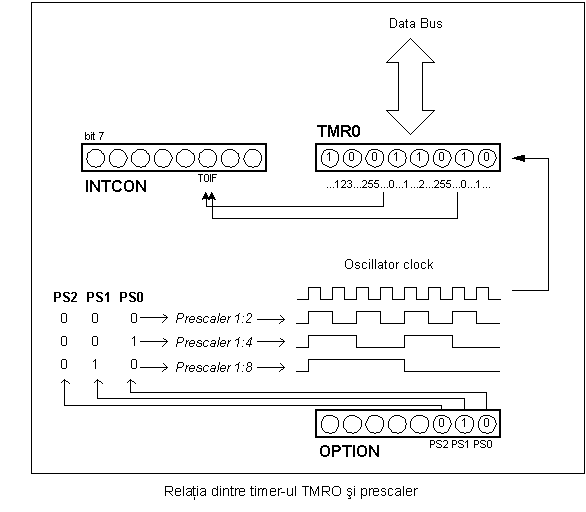 Data Bus
bit 7
TMR0
1 0 0 1 1 0 1 0
T0IF
INTCON
...123...255...0...1...2...255...0...1...
Oscillator clock
PS2 PS1 PS0
0 0 0 Prescaler 1:2
0 0 1 Prescaler 1:4
0 1 0 Prescaler 1:8
0 1 0
PS2 PS1 PS0
OPTION
Relaţia dintre timer-ul TMRO şi prescaler